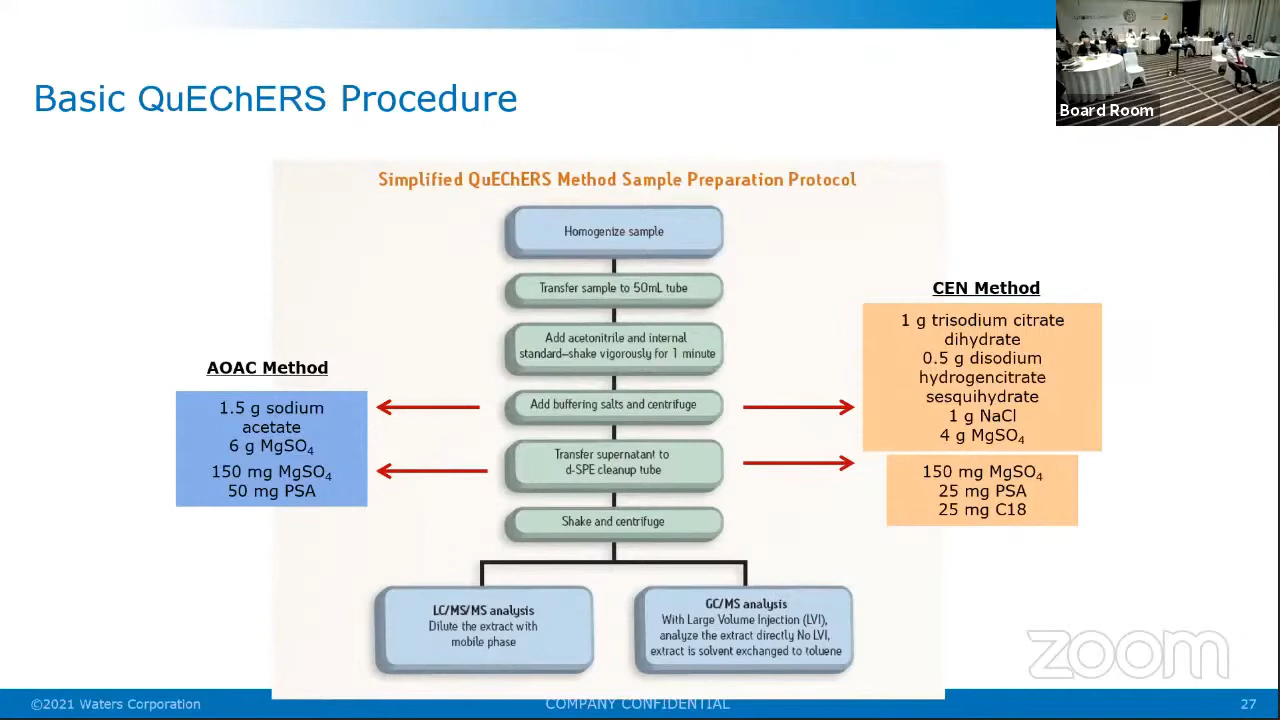 Basic QuEChERS Procedure
Board Room
Simplified QuEChERS Method Sample Preparation Protocol
Homogenize sample
Transfer sample to 50mL tube
Add acetonitrile and internal
standard–shake vigorously for 1 minute
Add buffering salts and centrifuge
Transfer supernatant to
d-SPE cleanup tube
Shake and centrifuge
LC/MS/MS analysis
Dilute the extract with
mobile phase
GC/MS analysis
With Large Volume Injection (LVI),
analyze the extract directly No LVI,
extract is solvent exchanged to toluene
AOAC Method
1.5 g sodium
acetate
6 g MgSO₄
150 mg MgSO₄
50 mg PSA
CEN Method
1 g trisodium citrate
dihydrate
0.5 g disodium
hydrogencitrate
sesquihydrate
1 g NaCl
4 g MgSO₄
150 mg MgSO₄
25 mg PSA
25 mg C18
zoom
©2021 Waters Corporation
COMPANY CONFIDENTIAL
27